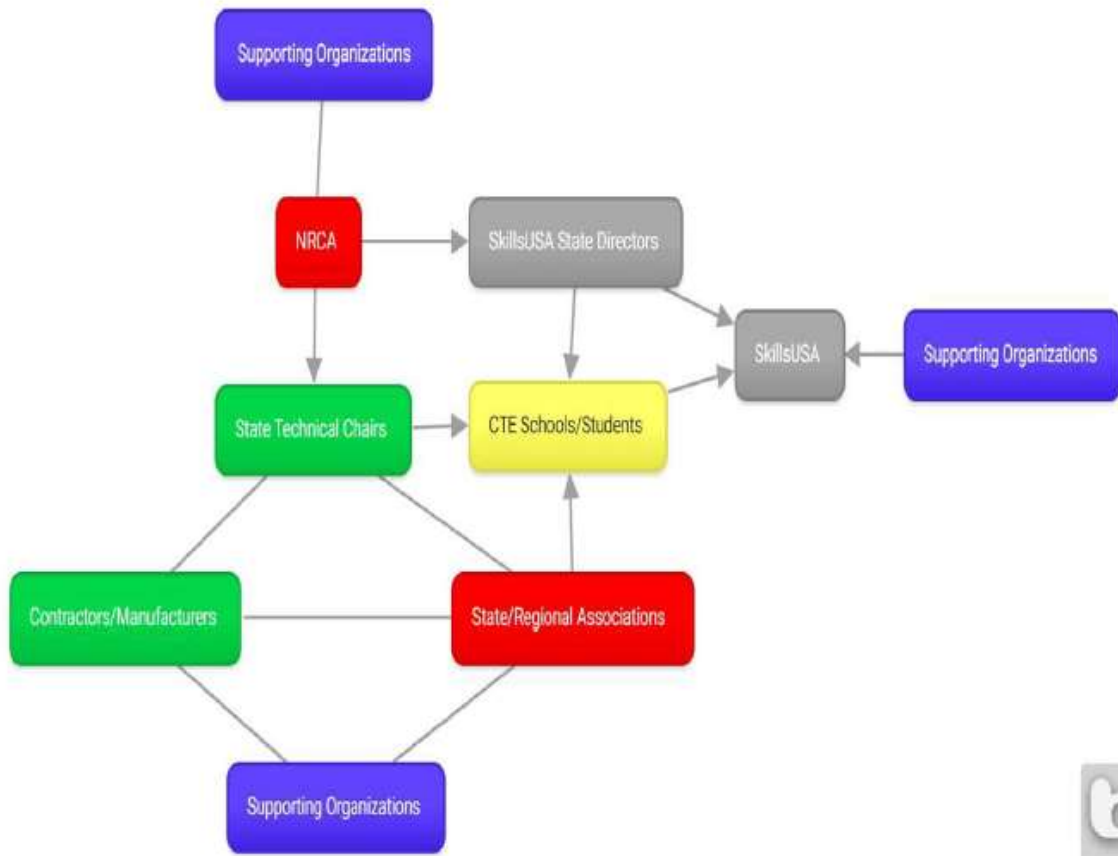 Supporting Organizations
NRCA
SkillsUSA State Directors
SkillsUSA
Supporting Organizations
State Technical Chairs
CTE Schools/Students
Contractors/Manufacturers
State/Regional Associations
Supporting Organizations